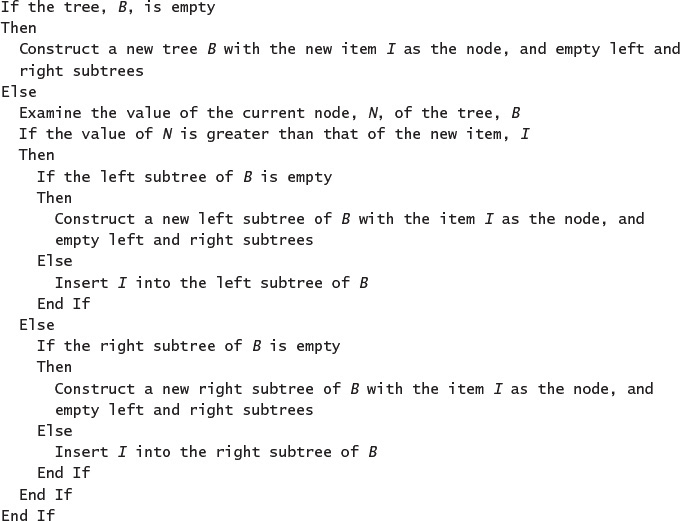 If the tree, B, is empty
Then
Construct a new tree B with the new item I as the node, and empty left and
right subtrees
Else
Examine the value of the current node, N, of the tree, B
If the value of N is greater than that of the new item, I
Then
If the left subtree of B is empty
Then
Construct a new left subtree of B with the item I as the node, and
empty left and right subtrees
Else
Insert I into the left subtree of B
End If
Else
If the right subtree of B is empty
Then
Construct a new right subtree of B with the item I as the node, and
empty left and right subtrees
Else
Insert I into the right subtree of B
End If
End If
End If